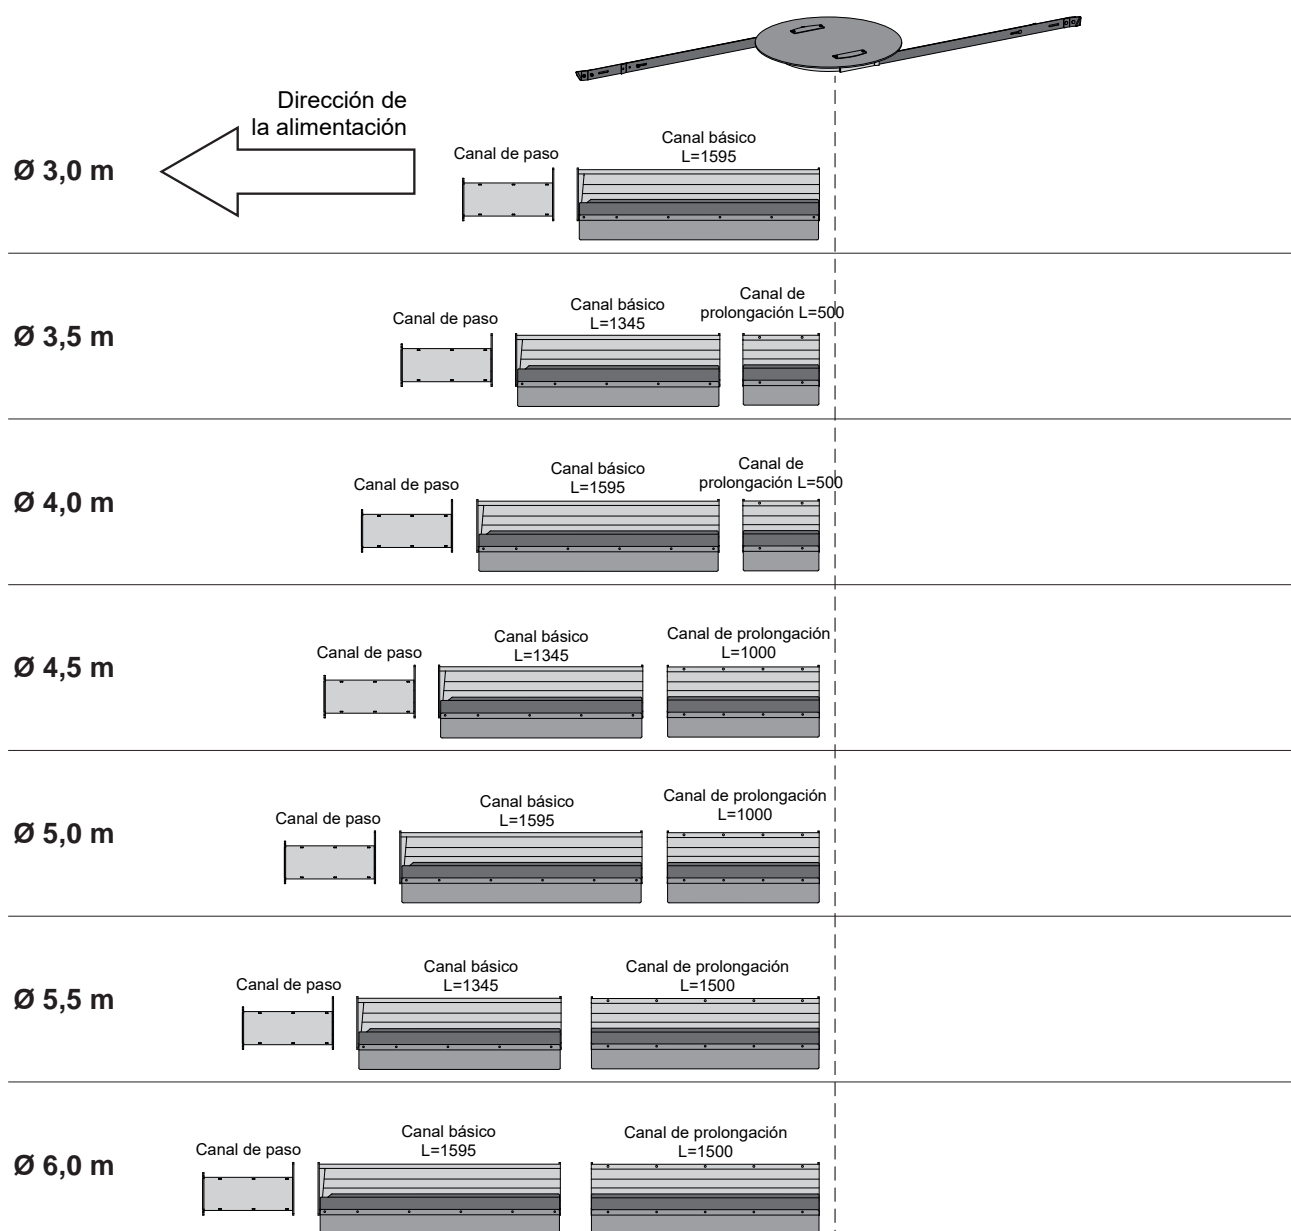 Dirección de
la alimentación
Ø 3,0 m
Canal de paso
Canal básico
L=1595
Ø 3,5 m
Canal de paso
Canal básico
L=1345
Canal de
prolongación L=500
Ø 4,0 m
Canal de paso
Canal básico
L=1595
Canal de
prolongación L=500
Ø 4,5 m
Canal de paso
Canal básico
L=1345
Canal de prolongación
L=1000
Ø 5,0 m
Canal de paso
Canal básico
L=1595
Canal de prolongación
L=1000
Ø 5,5 m
Canal de paso
Canal básico
L=1345
Canal de prolongación
L=1500
Ø 6,0 m
Canal de paso
Canal básico
L=1595
Canal de prolongación
L=1500